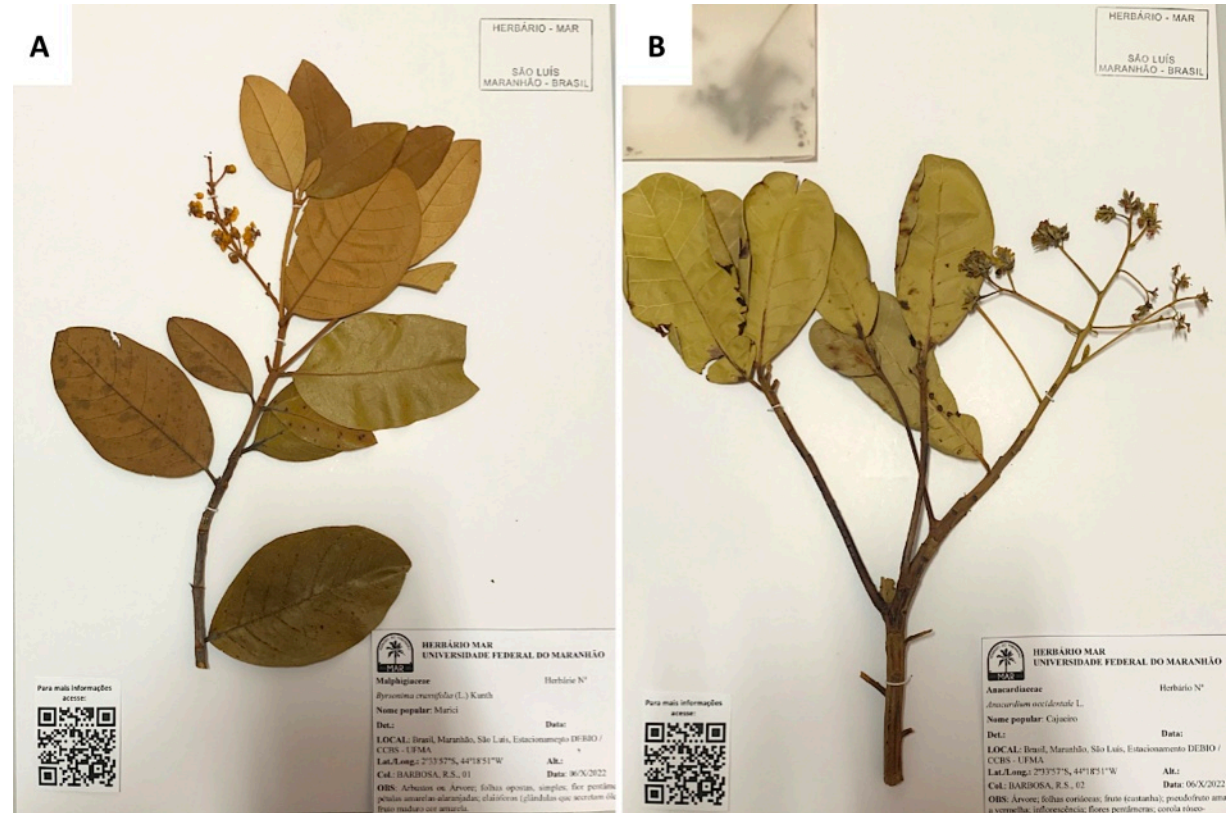 A
HERBÁRIO - MAR
SÃO LUÍS
MARANHÃO - BRASIL
HERBÁRIO MAR
UNIVERSIDADE FEDERAL DO MARANHÃO
MAR
Malphigiaceae Herbário Nº
Byrsonima crassifolia (L.) Kunth
Nome popular: Murici
Det.: Data:
LOCAL: Brasil, Maranhão, São Luís, Estacionamento DEBIO /
CCBS - UFMA
Lat./Long.: 2°33'57"S, 44°18'51"W Alt.:
Col.: BARBOSA, R.S., 01 Data: 06/X/2022
OBS: Arbustos ou Árvore; folhas opostas, simples; flor
pétalas amarelas-alaranjadas; elaióforos (glândulas que secretam
fruto maduro cor amarela.
Para mais informações
acesse:
B
HERBÁRIO - MAR
SÃO LUÍS
MARANHÃO - BRASIL
HERBÁRIO MAR
UNIVERSIDADE FEDERAL DO MARANHÃO
MAR
Anacardiaceae Herbário Nº
Anacardium occidentale L.
Nome popular: Cajueiro
Det.: Data:
LOCAL: Brasil, Maranhão, São Luís, Estacionamento DEBIO /
CCBS - UFMA
Lat./Long.: 2°33'57"S, 44°18'51"W Alt.:
Col.: BARBOSA, R.S., 02 Data: 06/X/2022
OBS: Árvore; folhas coriáceas; fruto (castanha); pseudofruto
a vermelha; inflorescência; flores pentâmeras; corola
Para mais informações
acesse: